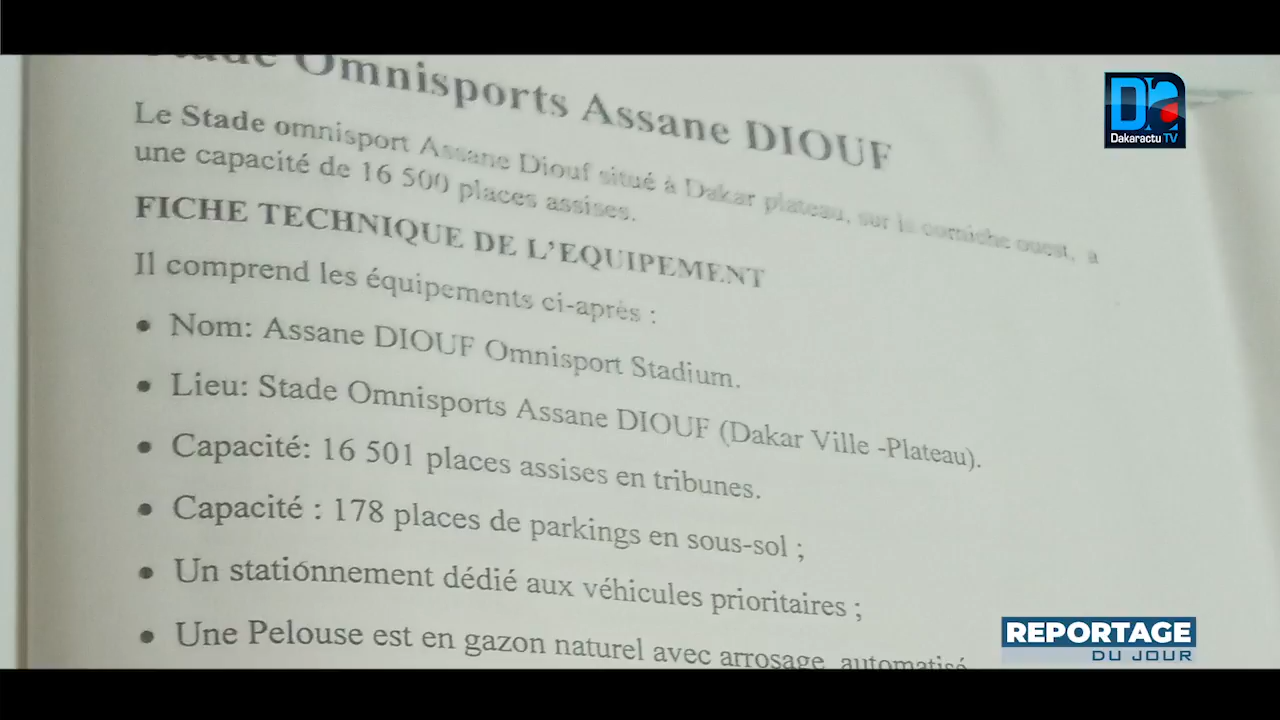 Stade Omnisports Assane DIOUF
Le Stade omnisport Assane Diouf situé à Dakar plateau, sur la corniche ouest, a
une capacité de 16 500 places assises.
FICHE TECHNIQUE DE L'EQUIPEMENT
Il comprend les équipements ci-après :
• Nom: Assane DIOUF Omnisport Stadium.
• Lieu: Stade Omnisports Assane DIOUF (Dakar Ville -Plateau).
• Capacité: 16 501 places assises en tribunes.
• Capacité : 178 places de parkings en sous-sol ;
• Un stationnement dédié aux véhicules prioritaires ;
• Une Pelouse est en gazon naturel avec arrosage automatisé
Dakaractu TV
REPORTAGE
DU JOUR